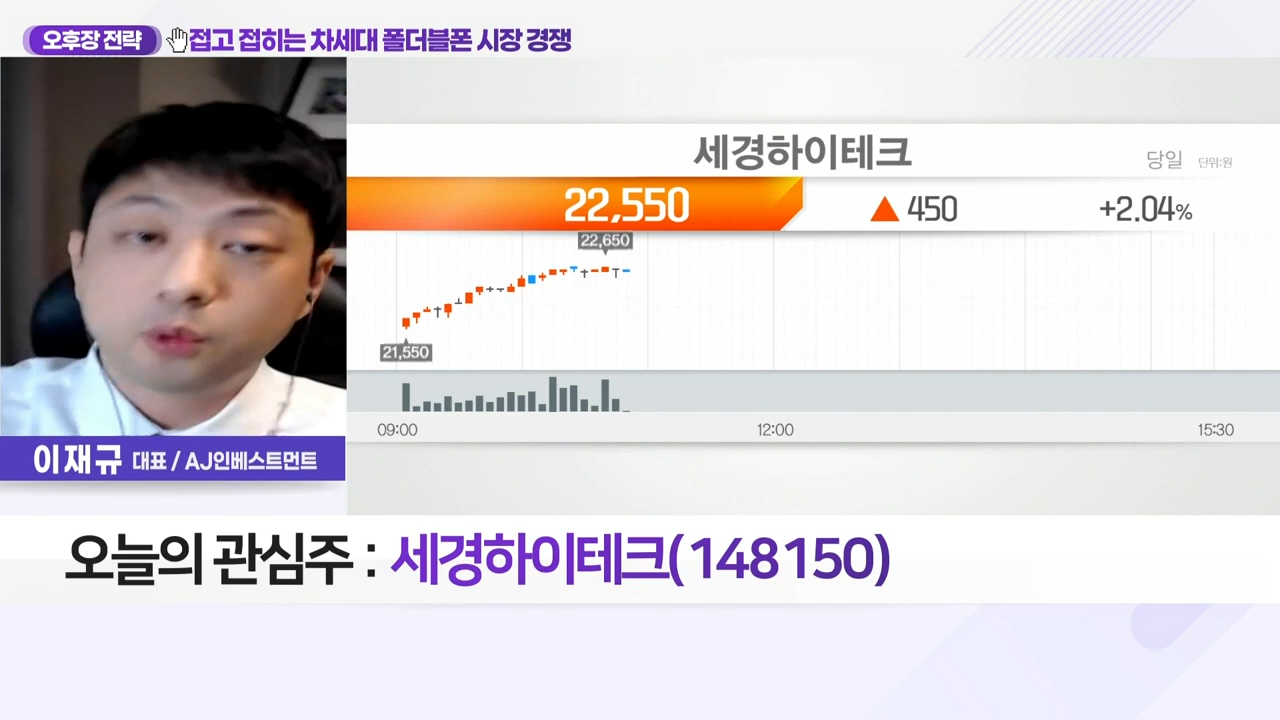 오후장 전략 접고 접히는 차세대 폴더블폰 시장 경쟁
세경하이테크
당일 단위:원
22,550 ▲ 450 +2.04%
22,650
21,550
09:00 12:00 15:30
이재규 대표 / AJ인베스트먼트
오늘의 관심주 : 세경하이테크(148150)